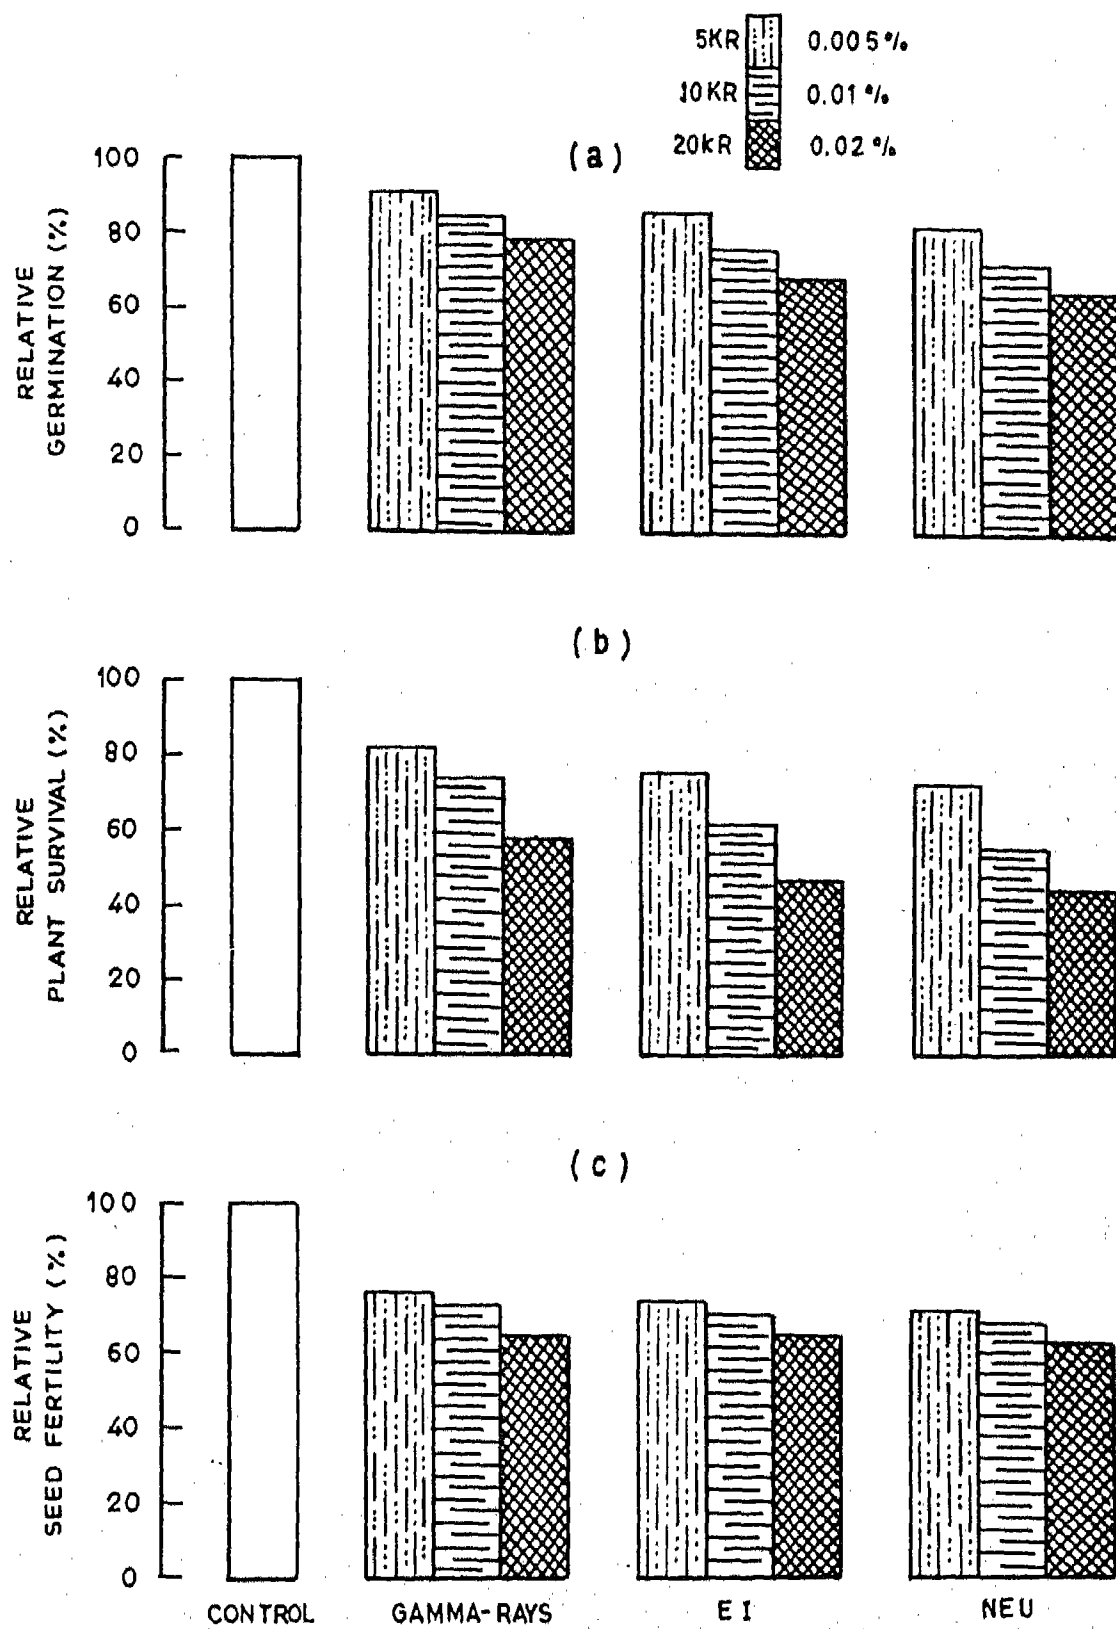 5KR 0.005%
10KR 0.01%
20KR 0.02%
(a)
100
80
60
40
20
0
RELATIVE
GERMINATION (%)
(b)
100
80
60
40
20
0
RELATIVE
PLANT SURVIVAL (%)
(c)
100
80
60
40
20
0
RELATIVE
SEED FERTILITY (%)
CONTROL GAMMA-RAYS EI NEU